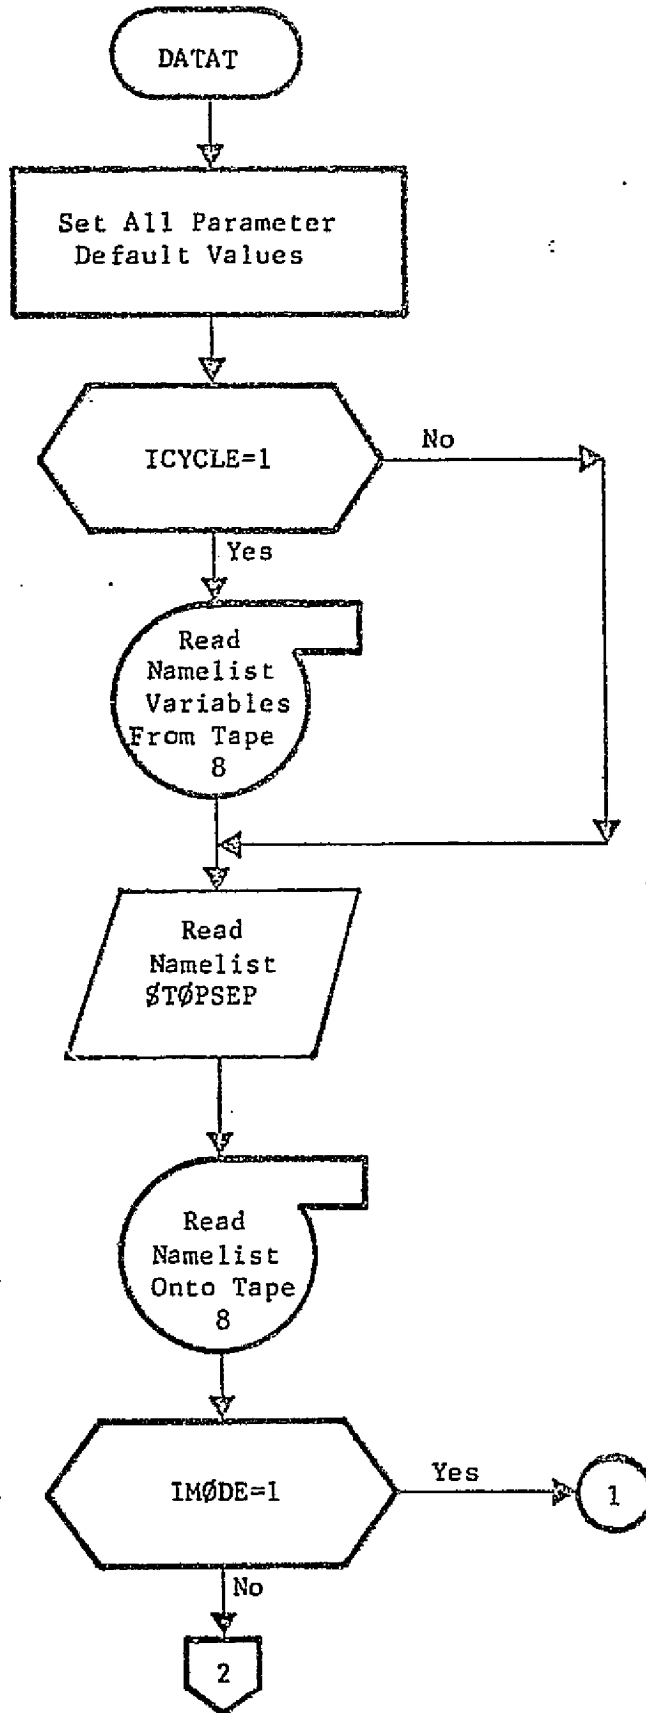 DATAT
Set All Parameter
Default Values
ICYCLE=1
No
Yes
Read
Namelist
Variables
From Tape
8
Read
Namelist
$TØPSEP
Read
Namelist
Onto Tape
8
IMØDE=1
Yes
1
No
2